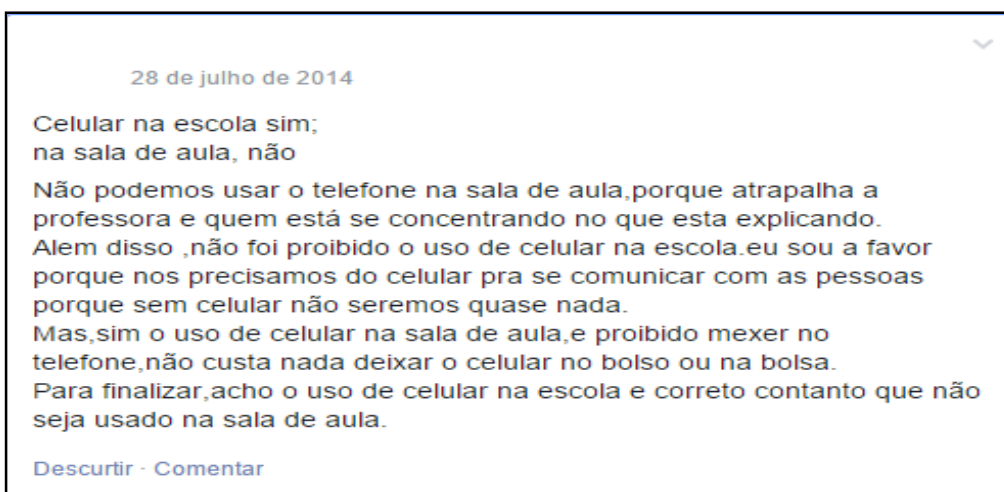 28 de julho de 2014
Celular na escola sim;
na sala de aula, não
Não podemos usar o telefone na sala de aula,porque atrapalha a
professora e quem está se concentrando no que esta explicando.
Alem disso ,não foi proibido o uso de celular na escola.eu sou a favor
porque nos precisamos do celular pra se comunicar com as pessoas
porque sem celular não seremos quase nada.
Mas,sim o uso de celular na sala de aula,e proibido mexer no
telefone,não custa nada deixar o celular no bolso ou na bolsa.
Para finalizar,acho o uso de celular na escola e correto contanto que não
seja usado na sala de aula.
Descurtir · Comentar